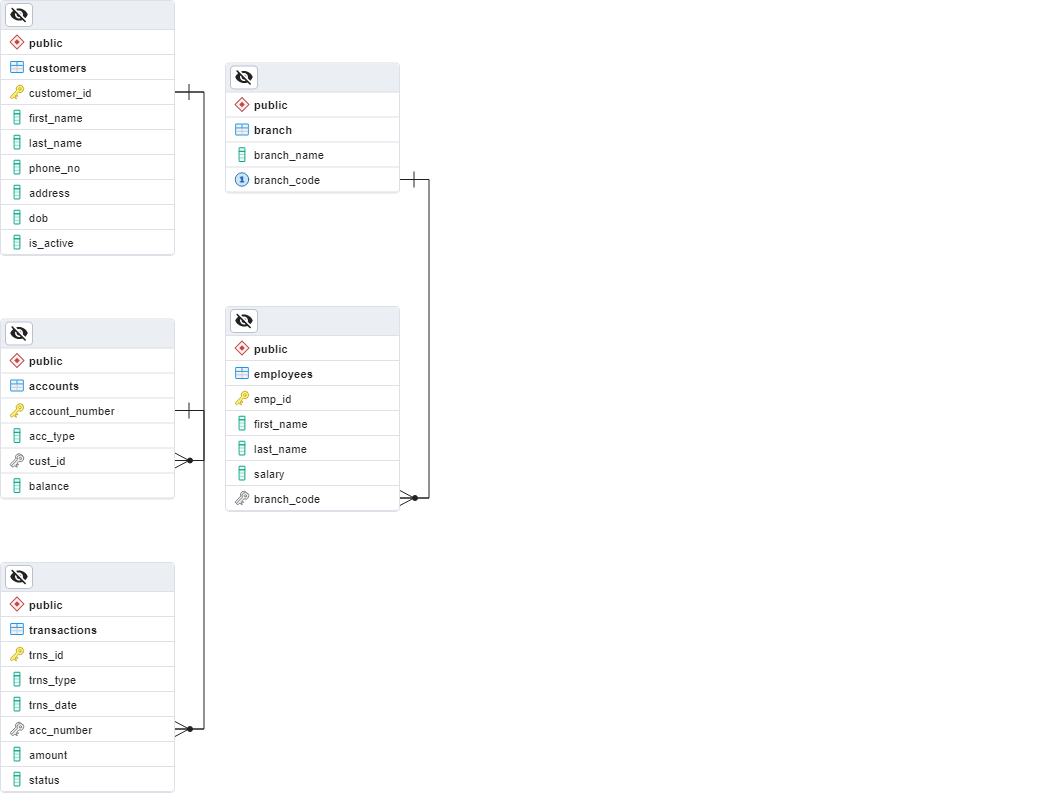 public
customers
customer_id
first_name
last_name
phone_no
address
dob
is_active
public
accounts
account_number
acc_type
cust_id
balance
public
transactions
trns_id
trns_type
trns_date
acc_number
amount
status
public
branch
branch_name
1 branch_code
public
employees
emp_id
first_name
last_name
salary
branch_code